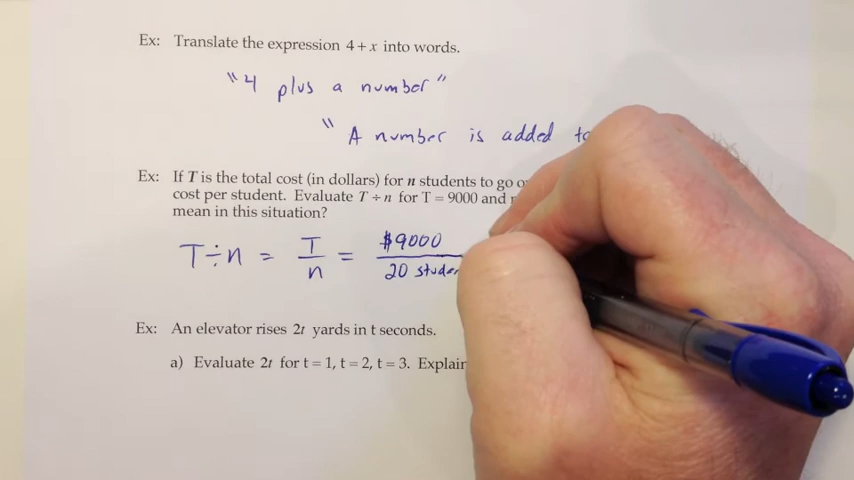 Ex: Translate the expression 4 + x into words.
"4 plus a number"
" A number is added to
Ex: If T is the total cost (in dollars) for n students to go
cost per student. Evaluate T ÷ n for T = 9000 and
mean in this situation?
T÷n = T/n = $9000/20
Ex: An elevator rises 2t yards in t seconds.
a) Evaluate 2t for t = 1, t = 2, t = 3. Explain